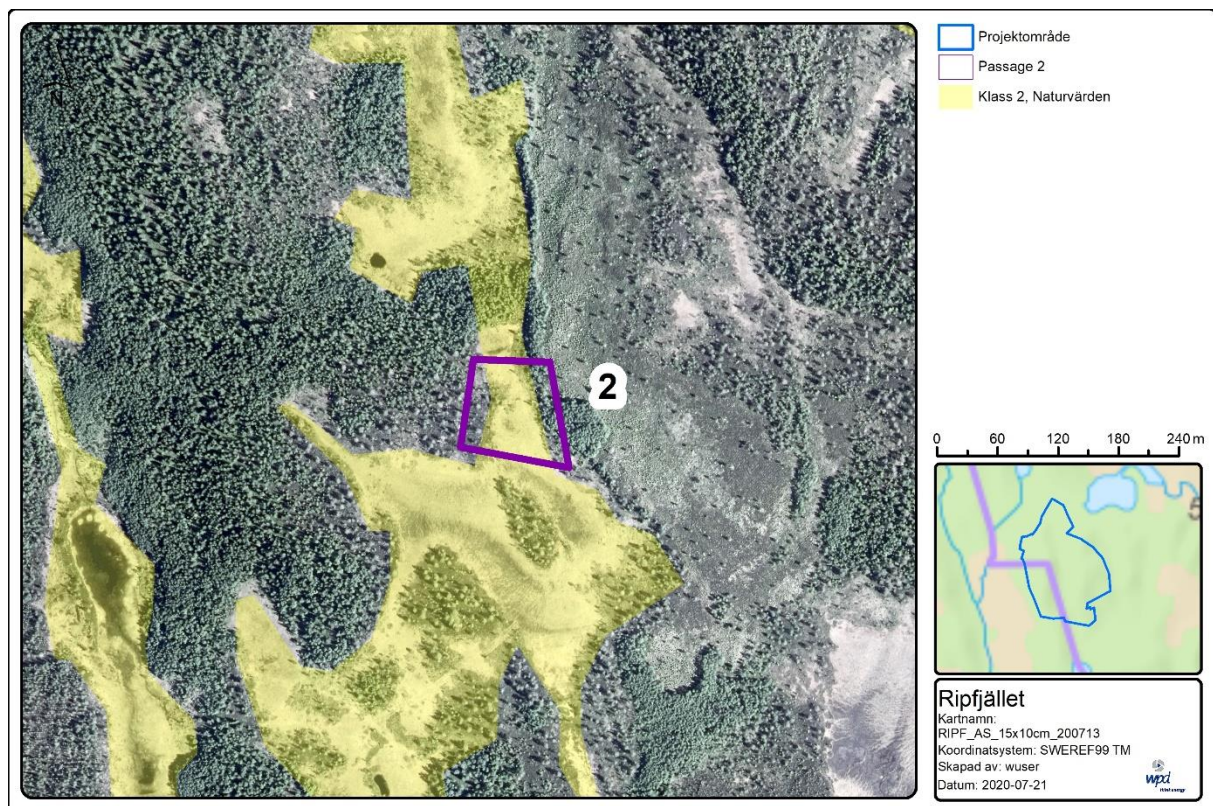 N
2
Projektområde
Passage 2
Klass 2, Naturvärden
0 60 120 180 240 m
5
Ripfjället
Kartnamn:
RIPF_AS_15x10cm_200713
Koordinatsystem: SWEREF99 TM
Skapad av: wuser
Datum: 2020-07-21
wpd